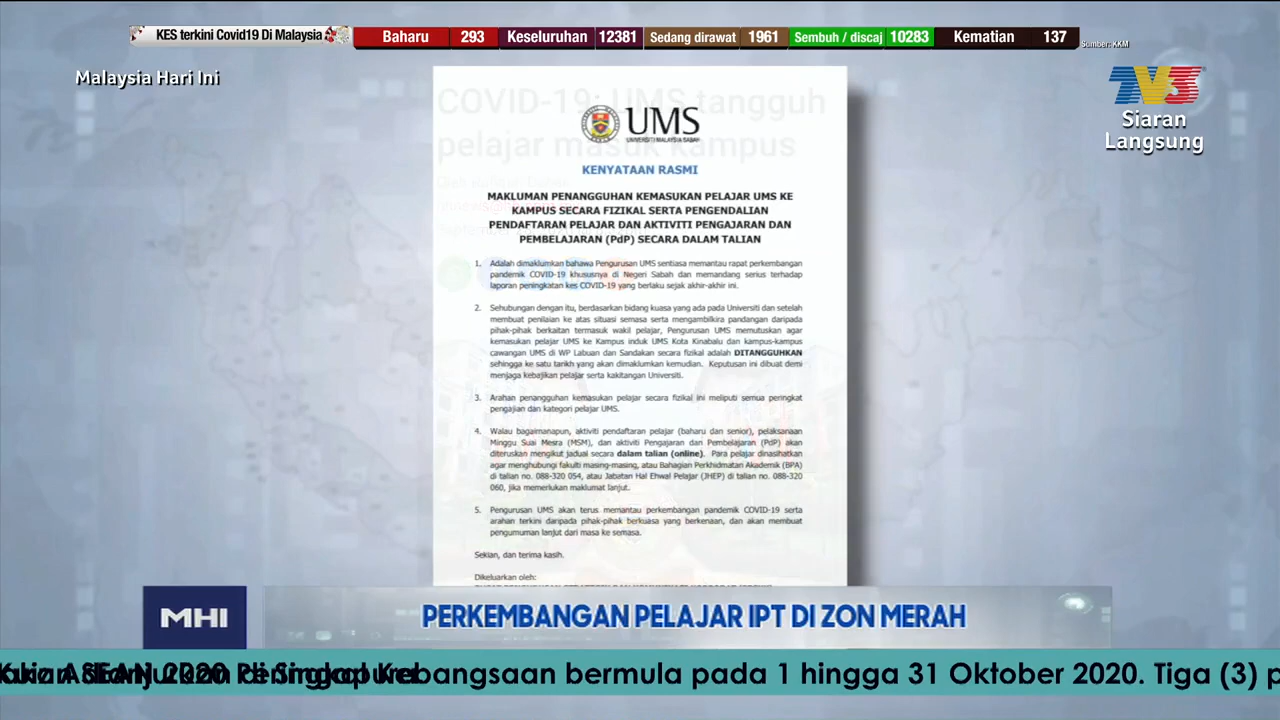 KES terkini Covid19 Di Malaysia Baharu 293 Keseluruhan 12381 Sedang dirawat 1961 Sembuh / discaj 10283 Kematian 137
Sumber: KKM
Malaysia Hari Ini
TV3
Siaran
Langsung
COVID-19: UMS tangguh
pelajar masuk kampus
UMS
UNIVERSITI MALAYSIA SABAH
KENYATAAN RASMI
MAKLUMAN PENANGGUHAN KEMASUKAN PELAJAR UMS KE
KAMPUS SECARA FIZIKAL SERTA PENGENDALIAN
PENDAFTARAN PELAJAR DAN AKTIVITI PENGAJARAN DAN
PEMBELAJARAN (PdP) SECARA DALAM TALIAN
1. Adalah dimaklumkan bahawa Pengurusan UMS sentiasa memantau rapat perkembangan
pandemik COVID-19 khususnya di Negeri Sabah dan memandang serius terhadap
laporan peningkatan kes COVID-19 yang berlaku sejak akhir-akhir ini.
2. Sehubungan dengan itu, berdasarkan bidang kuasa yang ada pada Universiti dan setelah
membuat penilaian ke atas situasi semasa serta mengambilkira pandangan daripada
pihak-pihak berkaitan termasuk wakil pelajar, Pengurusan UMS memutuskan agar
kemasukan pelajar UMS ke Kampus induk UMS Kota Kinabalu dan kampus-kampus
cawangan UMS di WP Labuan dan Sandakan secara fizikal adalah DITANGGUHKAN
sehingga ke satu tarikh yang akan dimaklumkan kemudian. Keputusan ini dibuat demi
menjaga kebajikan pelajar serta kakitangan Universiti.
3. Arahan penangguhan kemasukan pelajar secara fizikal ini meliputi semua peringkat
pengajian dan kategori pelajar UMS.
4. Walau bagaimanapun, aktiviti pendaftaran pelajar (baharu dan senior), pelaksanaan
Minggu Suai Mesra (MSM), dan aktiviti Pengajaran dan Pembelajaran (PdP) akan
diteruskan mengikut jadual secara dalam talian (online). Para pelajar dinasihatkan
agar menghubungi fakulti masing-masing, atau Bahagian Perkhidmatan Akademik (BPA)
di talian no. 088-320 054, atau Jabatan Hal Ehwal Pelajar (JHEP) di talian no. 088-320
060, jika memerlukan maklumat lanjut.
5. Pengurusan UMS akan terus memantau perkembangan pandemik COVID-19 serta
arahan terkini daripada pihak-pihak berkuasa yang berkenaan, dan akan membuat
pengumuman lanjut dari masa ke semasa.
Sekian, dan terima kasih.
Dikeluarkan oleh:
MHI PERKEMBANGAN PELAJAR IPT DI ZON MERAH
ASEAN 2020 di Singapura
Kebangsaan bermula pada 1 hingga 31 Oktober 2020. Tiga (3) p